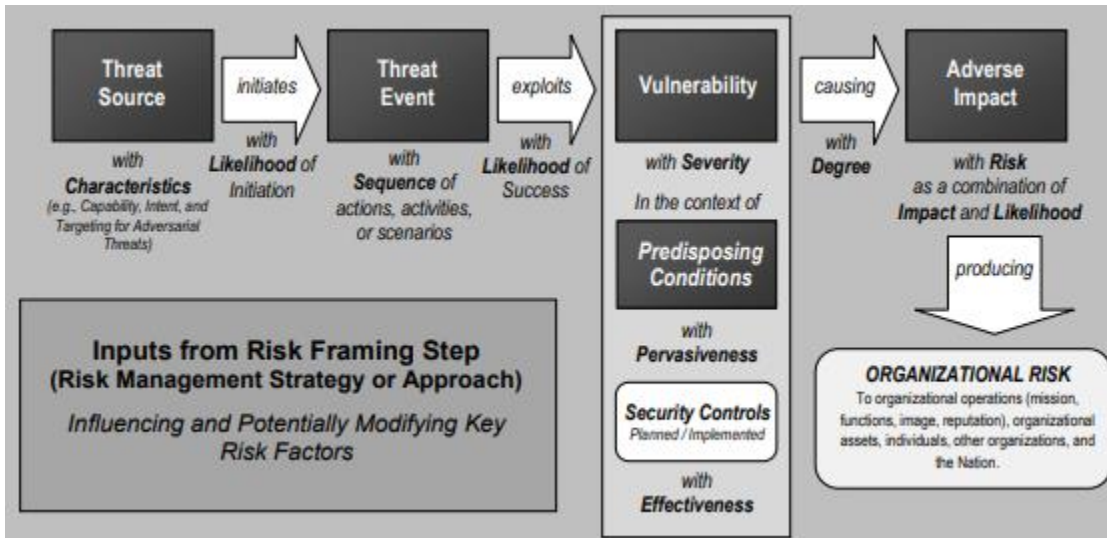 Threat
Source
with
Characteristics
(e.g., Capability, Intent, and
Targeting for Adversarial
Threats)
initiates
with
Likelihood of
Initiation
Threat
Event
with
Sequence of
actions, activities,
or scenarios
exploits
with
Likelihood of
Success
Vulnerability
with Severity
In the context of
Predisposing
Conditions
with
Pervasiveness
Security Controls
Planned / Implemented
with
Effectiveness
causing
with
Degree
Adverse
Impact
with Risk
as a combination of
Impact and Likelihood
producing
ORGANIZATIONAL RISK
To organizational operations (mission,
functions, image, reputation), organizational
assets, individuals, other organizations, and
the Nation.
Inputs from Risk Framing Step
(Risk Management Strategy or Approach)
Influencing and Potentially Modifying Key
Risk Factors